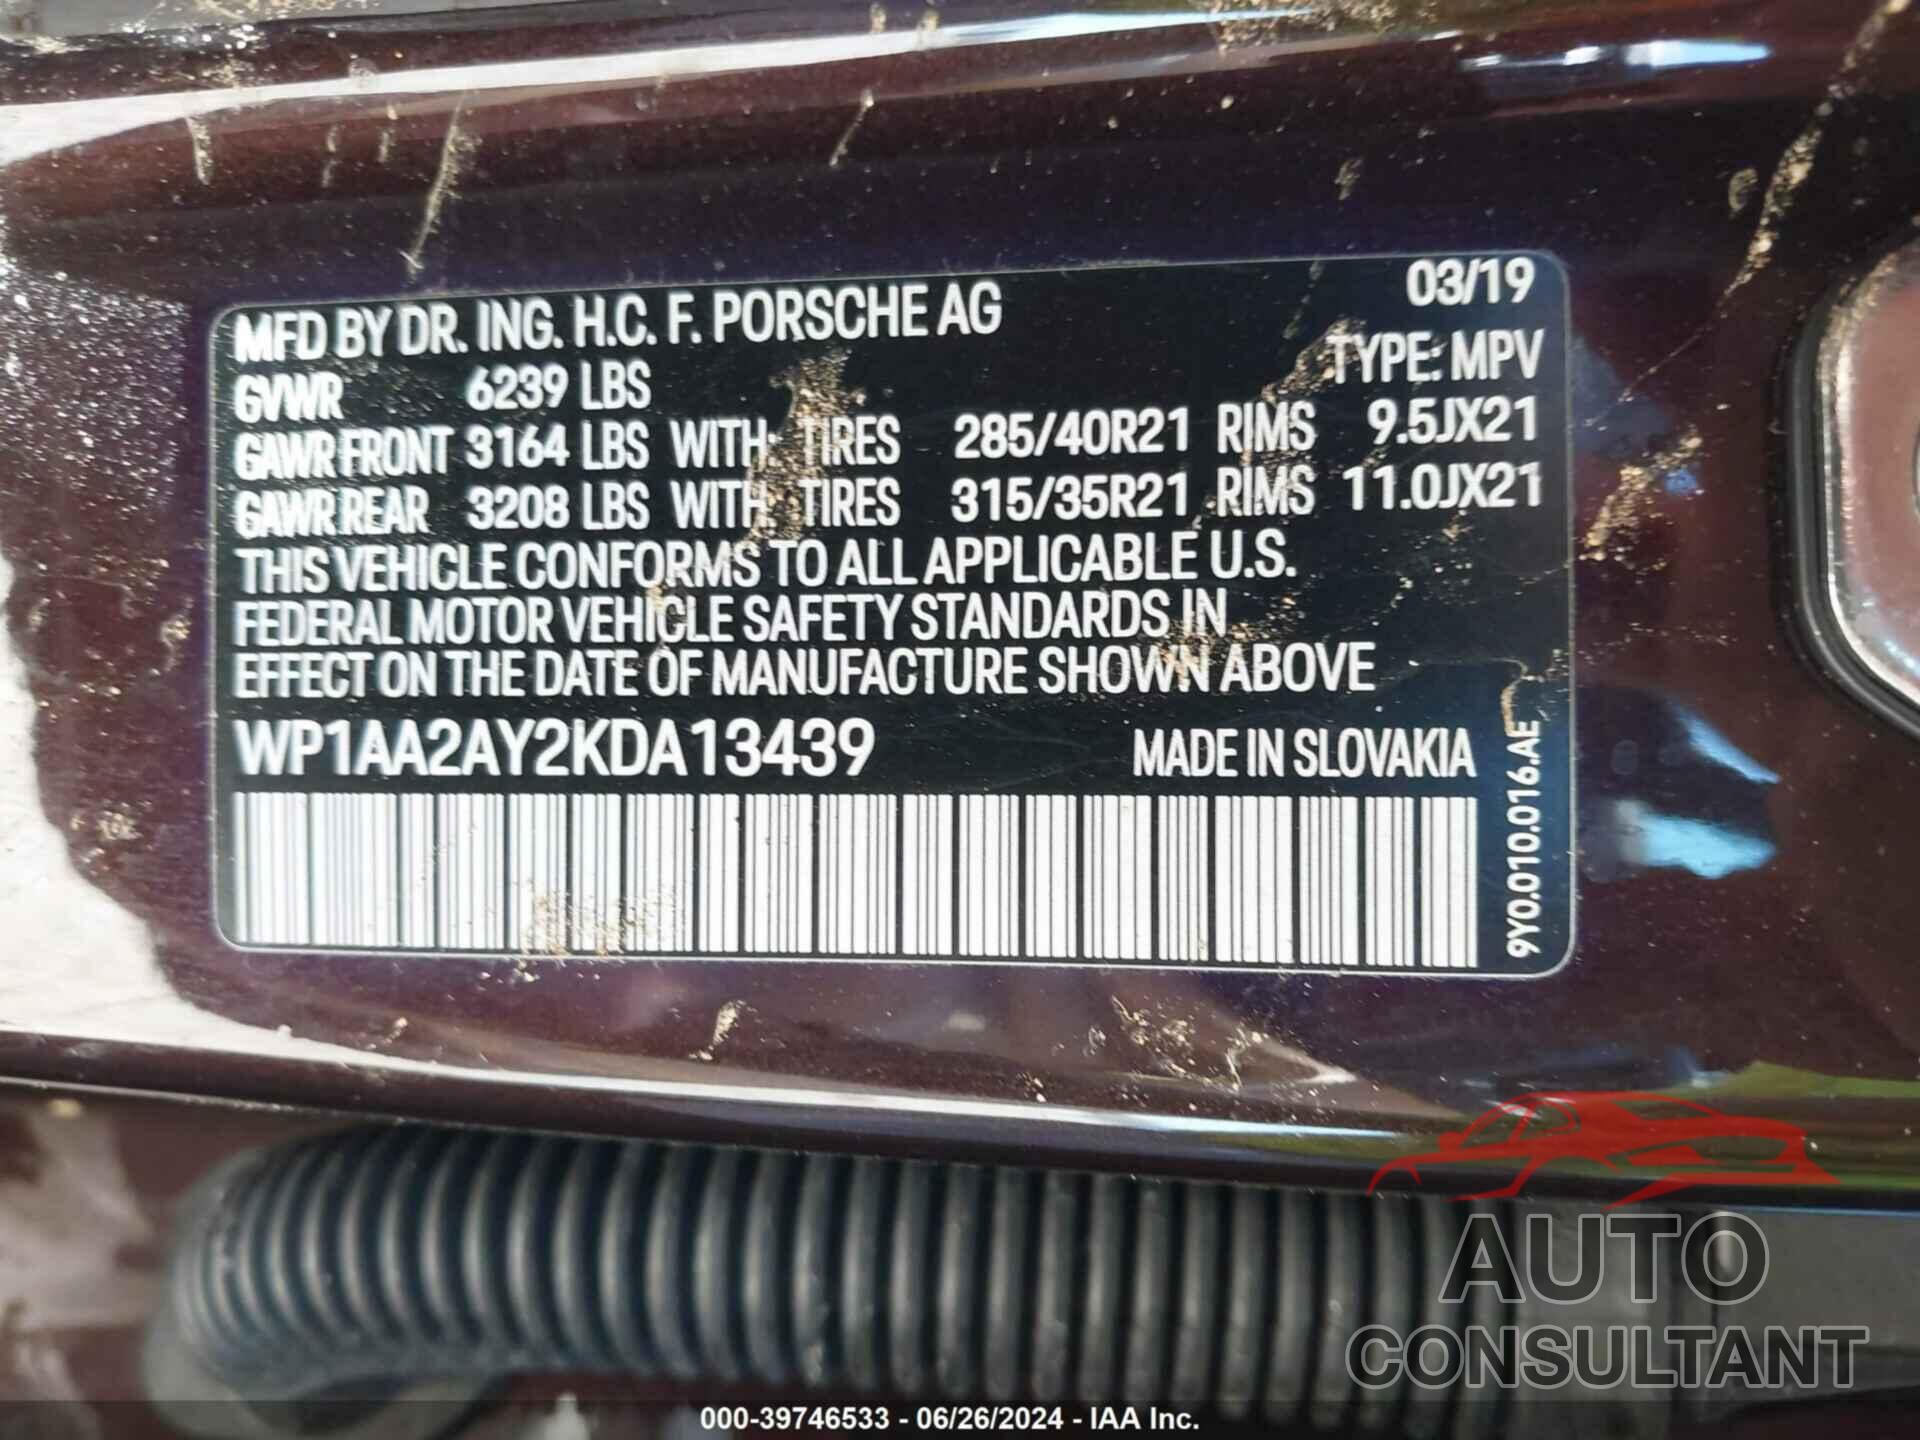 MFD BY DR. ING. H.C. F. PORSCHE AG 03/19
TYPE: MPV
GVWR 6239 LBS
GAWR FRONT 3164 LBS WITH: TIRES 285/40R21 RIMS 9.5JX21
GAWR REAR 3208 LBS WITH: TIRES 315/35R21 RIMS 11.0JX21
THIS VEHICLE CONFORMS TO ALL APPLICABLE U.S.
FEDERAL MOTOR VEHICLE SAFETY STANDARDS IN
EFFECT ON THE DATE OF MANUFACTURE SHOWN ABOVE
WP1AA2AY2KDA13439 MADE IN SLOVAKIA
9Y0.010.016.AE
AUTO
CONSULTANT
000-39746533 - 06/26/2024 - IAA Inc.